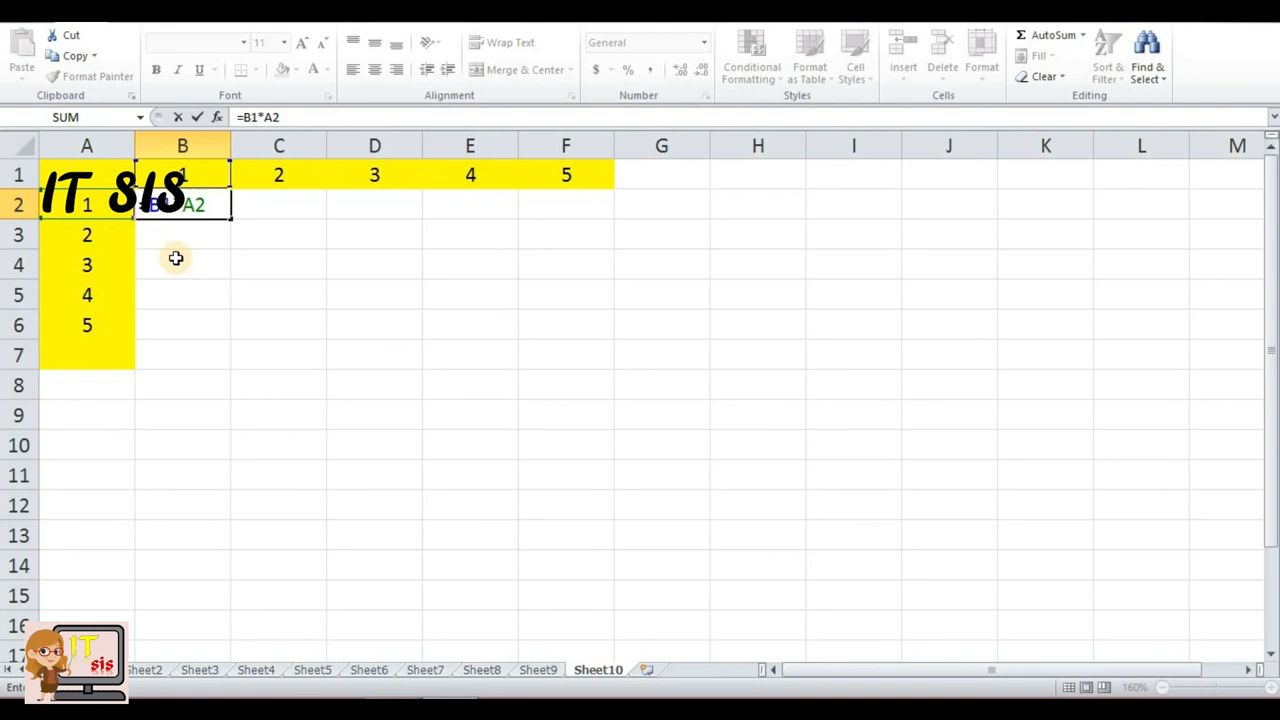 Cut
Copy
Format Painter
Paste
Clipboard
11
Font
Wrap Text
Merge & Center
Alignment
General
$ % ,
Number
Conditional Formatting
Format as Table
Cell Styles
Styles
Insert
Delete
Format
Cells
Σ AutoSum
Fill
Clear
Sort & Filter
Find & Select
Editing
SUM
fx
=B1*A2
A B C D E F G H I J K L M
1 1 2 3 4 5
2 1 =B1*A2
IT SIS
3 2
4 3
5 4
6 5
7
8
9
10
11
12
13
14
15
16
17
IT
sis
Sheet2 Sheet3 Sheet4 Sheet5 Sheet6 Sheet7 Sheet8 Sheet9 Sheet10
160%